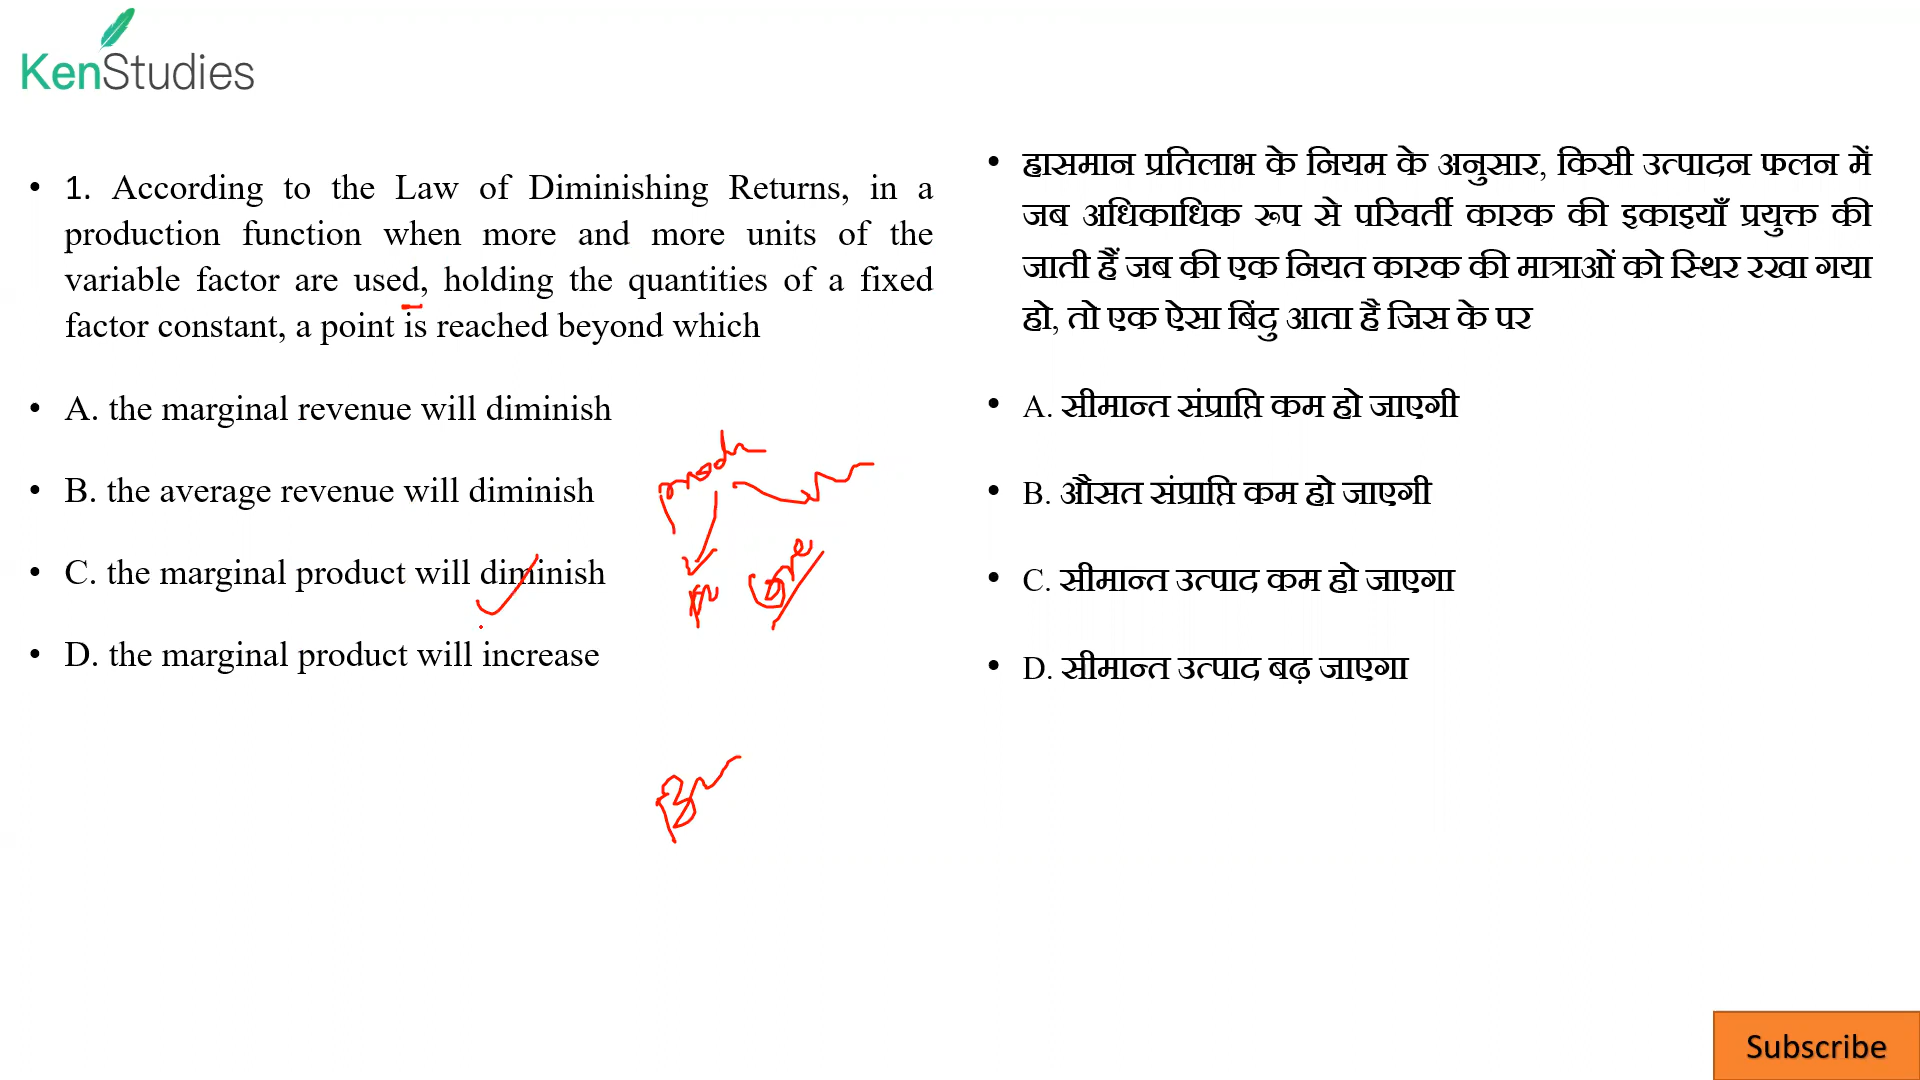 KenStudies
• 1. According to the Law of Diminishing Returns, in a
production function when more and more units of the
variable factor are used, holding the quantities of a fixed
factor constant, a point is reached beyond which
• A. the marginal revenue will diminish
• B. the average revenue will diminish
• C. the marginal product will diminish
• D. the marginal product will increase
• ह्रासमान प्रतिलाभ के नियम के अनुसार, किसी उत्पादन फलन में
जब अधिकाधिक रूप से परिवर्ती कारक की इकाइयाँ प्रयुक्त की
जाती हैं जब की एक नियत कारक की मात्राओं को स्थिर रखा गया
हो, तो एक ऐसा बिंदु आता है जिस के पर
• A. सीमान्त संप्राप्ति कम हो जाएगी
• B. औसत संप्राप्ति कम हो जाएगी
• C. सीमान्त उत्पाद कम हो जाएगा
• D. सीमान्त उत्पाद बढ़ जाएगा
Subscribe